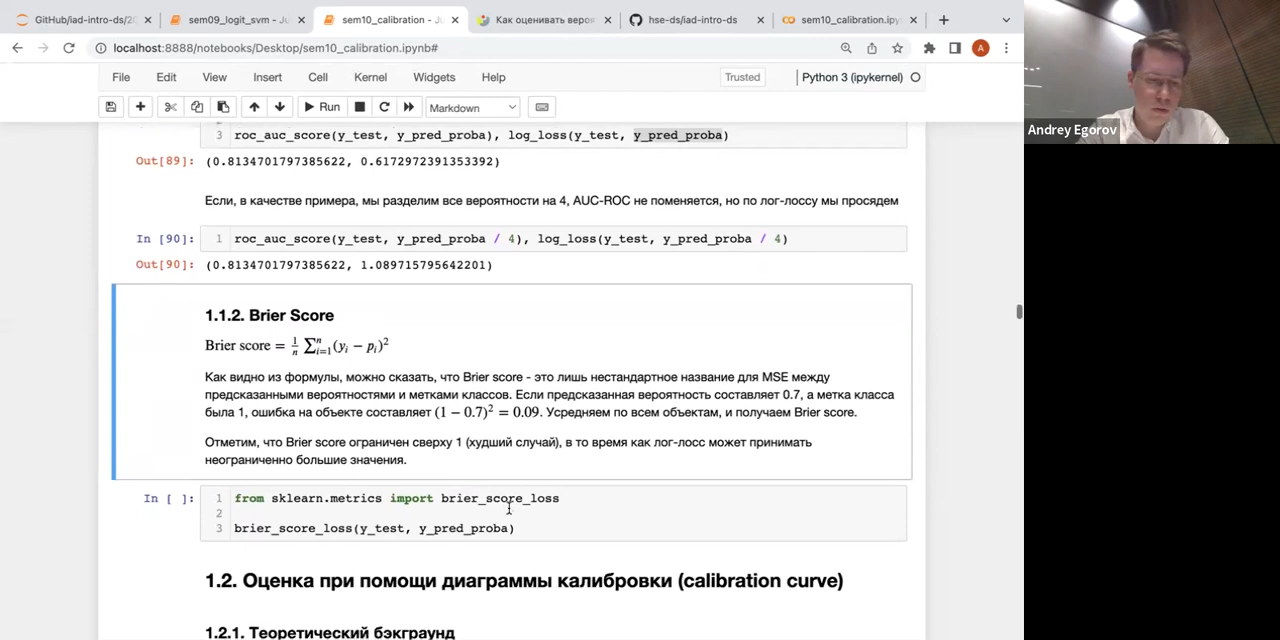 GitHub/iad-intro-ds/20
sem09_logit_svm - Ju
sem10_calibration - J
Как оценивать веро
hse-ds/iad-intro-ds
sem10_calibration.ipyn
localhost:8888/notebooks/Desktop/sem10_calibration.ipynb#
A
File Edit View Insert Cell Kernel Widgets Help
Trusted
Python 3 (ipykernel)
Run
Markdown
Andrey Egorov
3 roc_auc_score(y_test, y_pred_proba), log_loss(y_test, y_pred_proba)
Out[89]: (0.8134701797385622, 0.6172972391353392)
Если, в качестве примера, мы разделим все вероятности на 4, AUC-ROC не поменяется, но по лог-лоссу мы просядем
In [90]: 1 roc_auc_score(y_test, y_pred_proba / 4), log_loss(y_test, y_pred_proba / 4)
Out[90]: (0.8134701797385622, 1.089715795642201)
1.1.2. Brier Score
Brier score = 1/n ∑ⁿᵢ₌₁(yᵢ − pᵢ)²
Как видно из формулы, можно сказать, что Brier score - это лишь нестандартное название для MSE между
предсказанными вероятностями и метками классов. Если предсказанная вероятность составляет 0.7, а метка класса
была 1, ошибка на объекте составляет (1 − 0.7)² = 0.09. Усредняем по всем объектам, и получаем Brier score.
Отметим, что Brier score ограничен сверху 1 (худший случай), в то время как лог-лосс может принимать
неограниченно большие значения.
In [ ]: 1 from sklearn.metrics import brier_score_loss
2
3 brier_score_loss(y_test, y_pred_proba)
1.2. Оценка при помощи диаграммы калибровки (calibration curve)
1.2.1. Теоретический бэкграунд